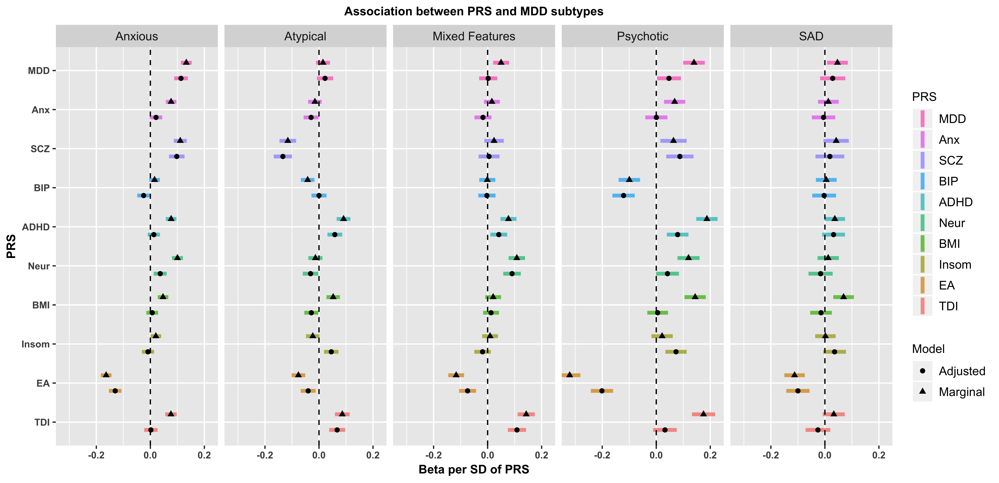 Association between PRS and MDD subtypes
Anxious
Atypical
Mixed Features
Psychotic
SAD
PRS
MDD
Anx
SCZ
BIP
ADHD
Neur
BMI
Insom
EA
TDI
-0.2 0.0 0.2
-0.2 0.0 0.2
-0.2 0.0 0.2
-0.2 0.0 0.2
-0.2 0.0 0.2
Beta per SD of PRS
PRS
MDD
Anx
SCZ
BIP
ADHD
Neur
BMI
Insom
EA
TDI
Model
Adjusted
Marginal